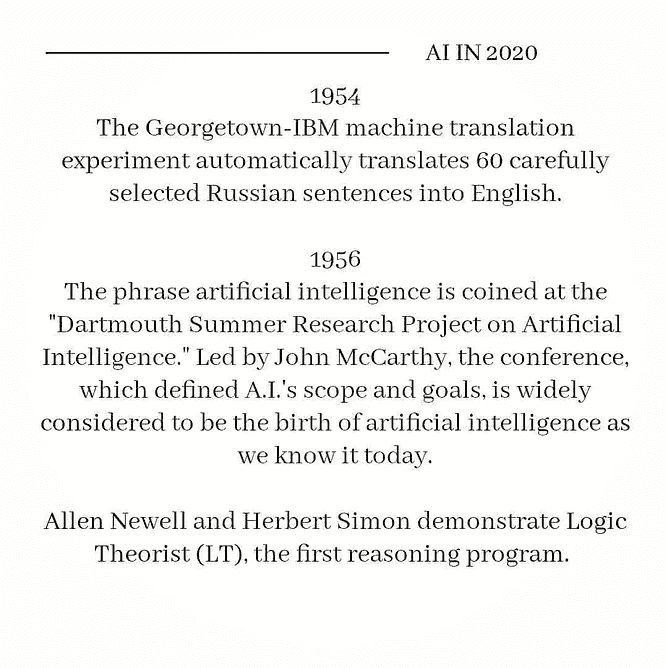 AI IN 2020
1954
The Georgetown-IBM machine translation
experiment automatically translates 60 carefully
selected Russian sentences into English.
1956
The phrase artificial intelligence is coined at the
"Dartmouth Summer Research Project on Artificial
Intelligence." Led by John McCarthy, the conference,
which defined A.I.'s scope and goals, is widely
considered to be the birth of artificial intelligence as
we know it today.
Allen Newell and Herbert Simon demonstrate Logic
Theorist (LT), the first reasoning program.